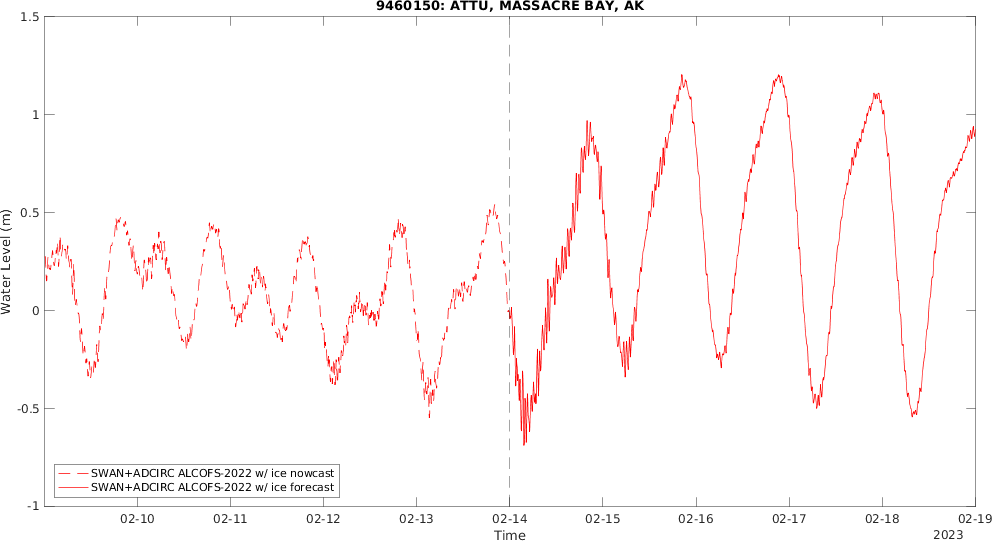 9460150: ATTU, MASSACRE BAY, AK
1.5
1
0.5
0
-0.5
-1
Water Level (m)
SWAN+ADCIRC ALCOFS-2022 w/ ice nowcast
SWAN+ADCIRC ALCOFS-2022 w/ ice forecast
02-10 02-11 02-12 02-13 02-14 02-15 02-16 02-17 02-18 02-19
Time
2023